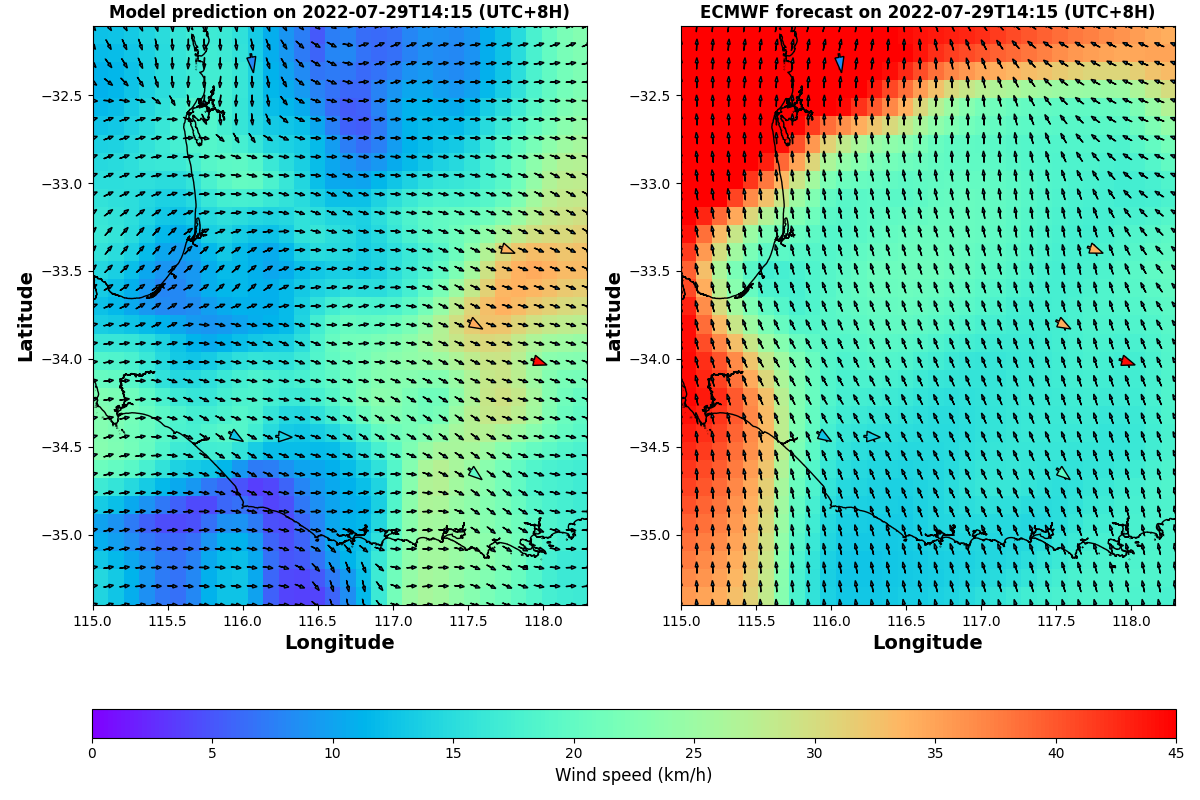 Model prediction on 2022-07-29T14:15 (UTC+8H)
ECMWF forecast on 2022-07-29T14:15 (UTC+8H)
−32.5
−33.0
−33.5
−34.0
−34.5
−35.0
Latitude
115.0 115.5 116.0 116.5 117.0 117.5 118.0
Longitude
−32.5
−33.0
−33.5
−34.0
−34.5
−35.0
Latitude
115.0 115.5 116.0 116.5 117.0 117.5 118.0
Longitude
0 5 10 15 20 25 30 35 40 45
Wind speed (km/h)